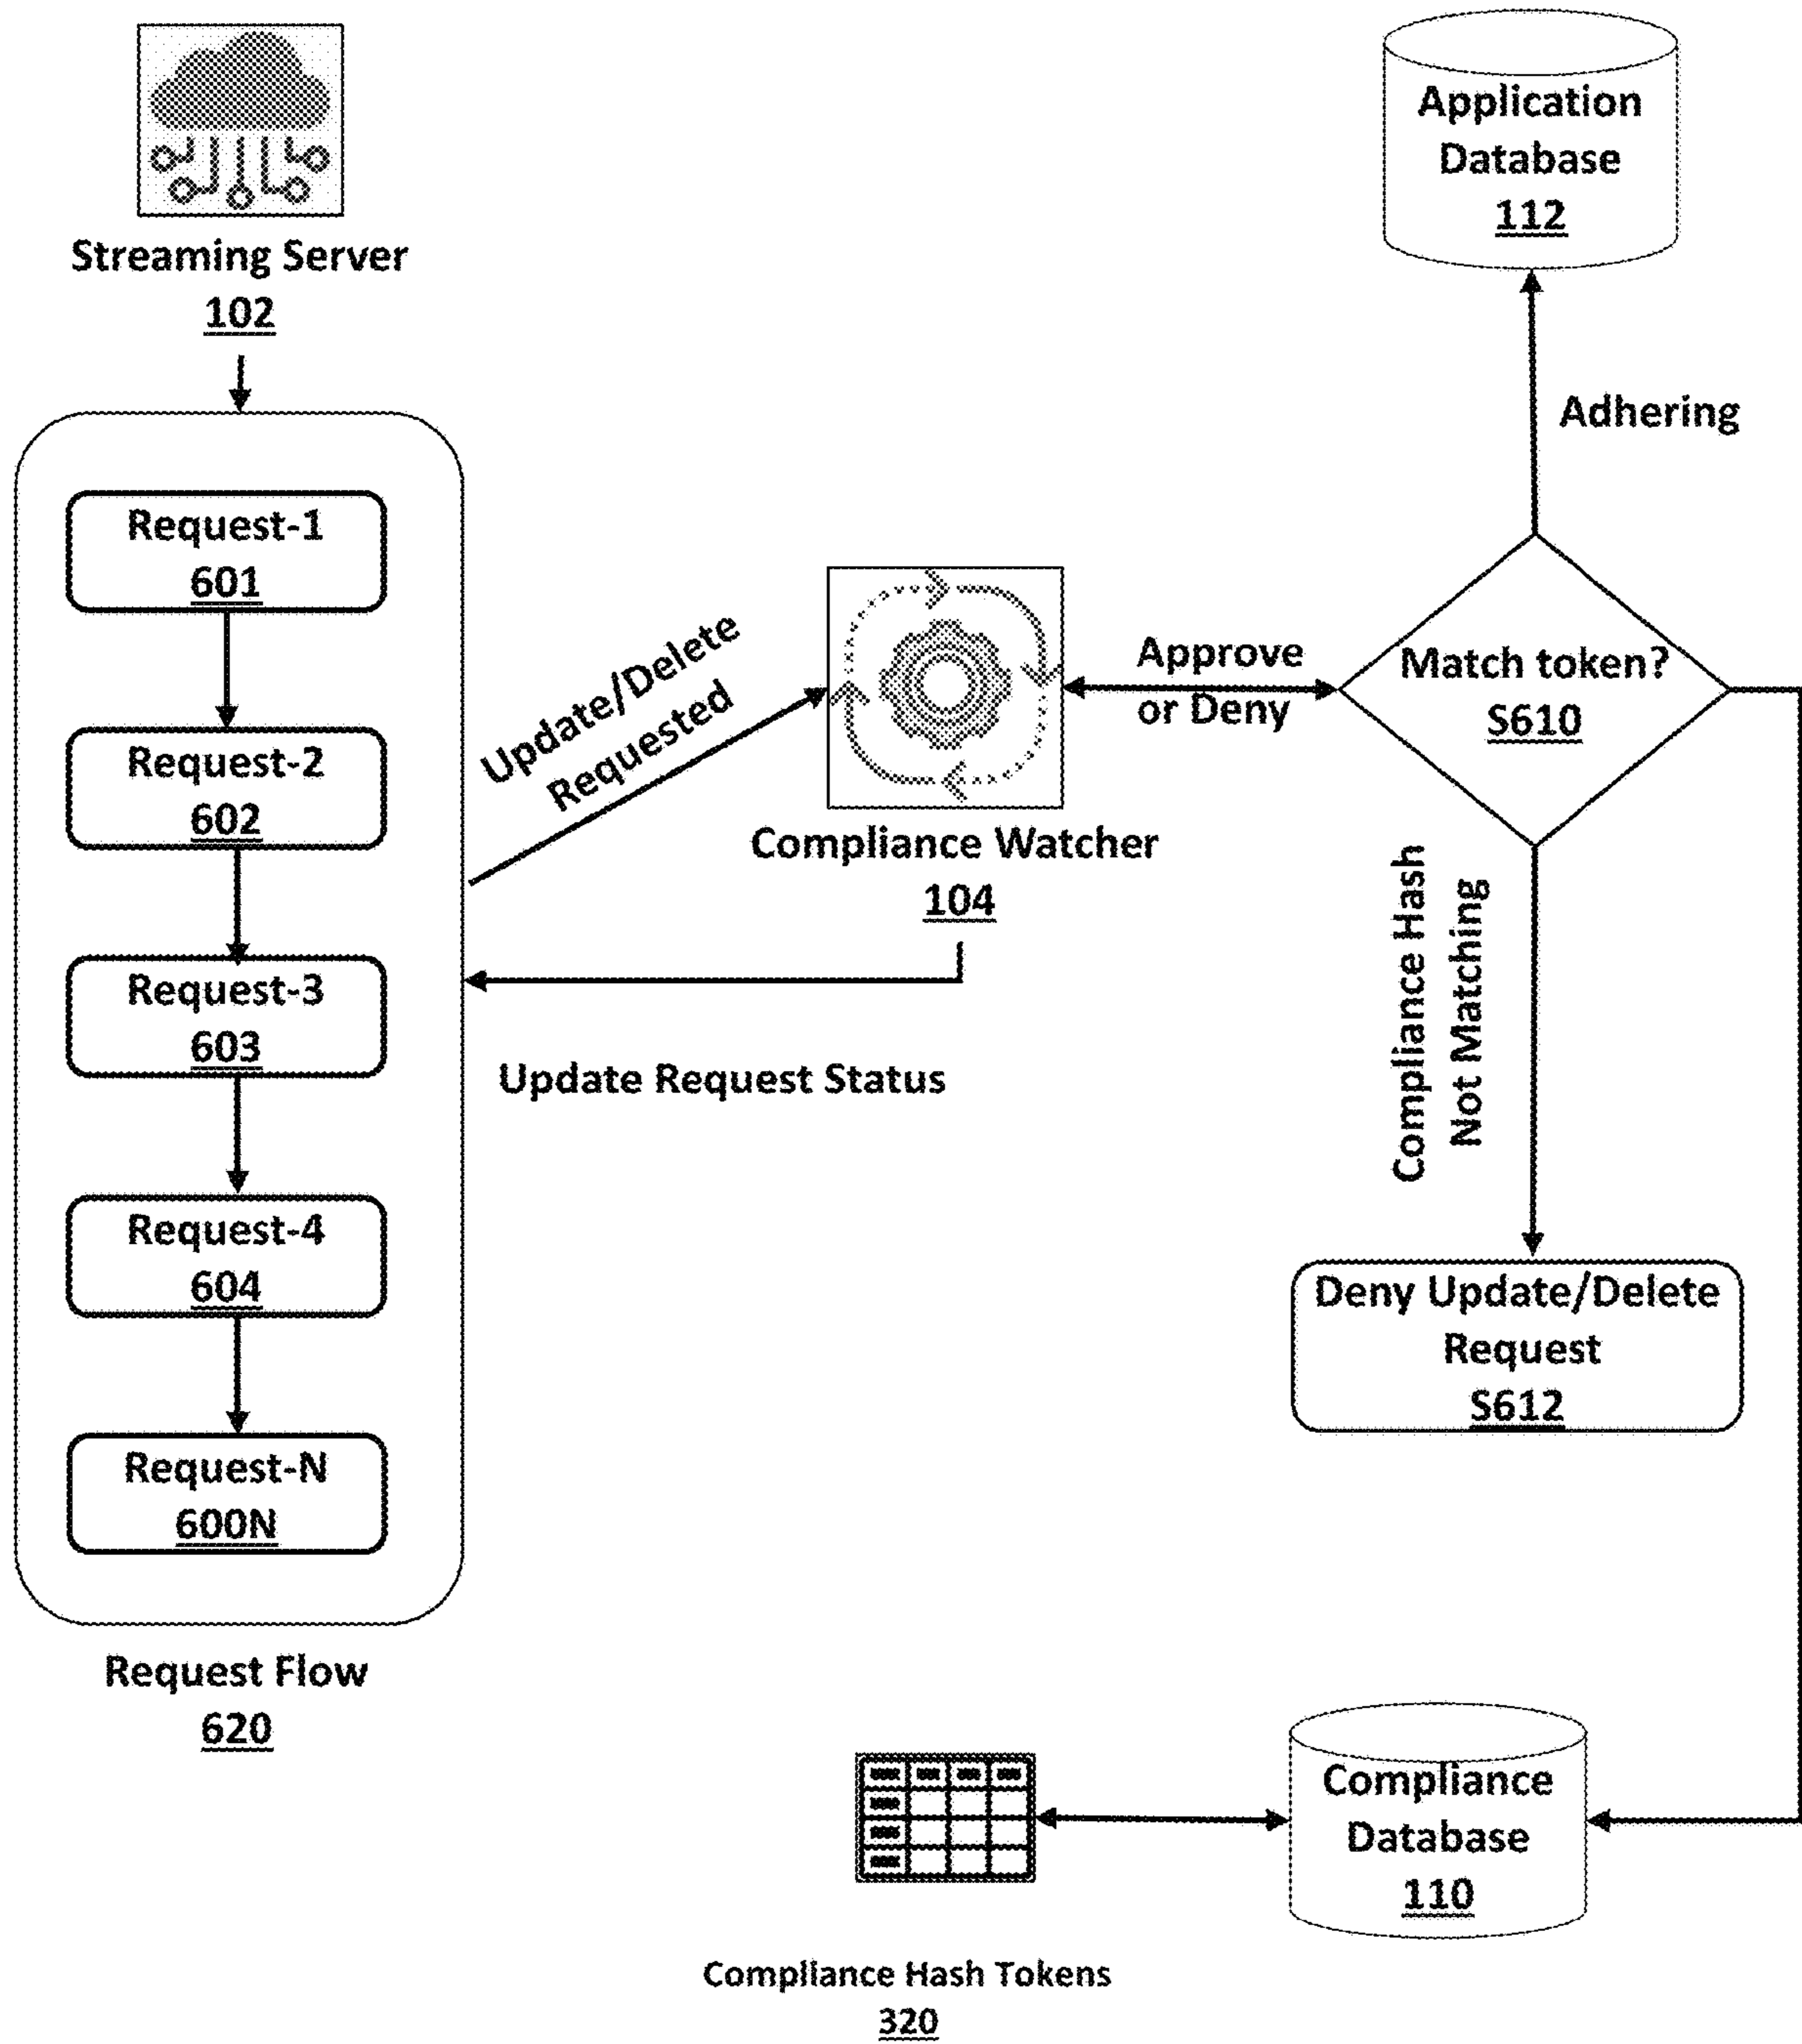 Streaming Server
102
Request-1
601
Request-2
602
Request-3
603
Request-4
604
Request-N
600N
Request Flow
620
Update/Delete
Requested
Compliance Watcher
104
Update Request Status
Approve
or Deny
Application
Database
112
Adhering
Match token?
S610
Compliance Hash
Not Matching
Deny Update/Delete
Request
S612
Compliance
Database
110
Compliance Hash Tokens
320